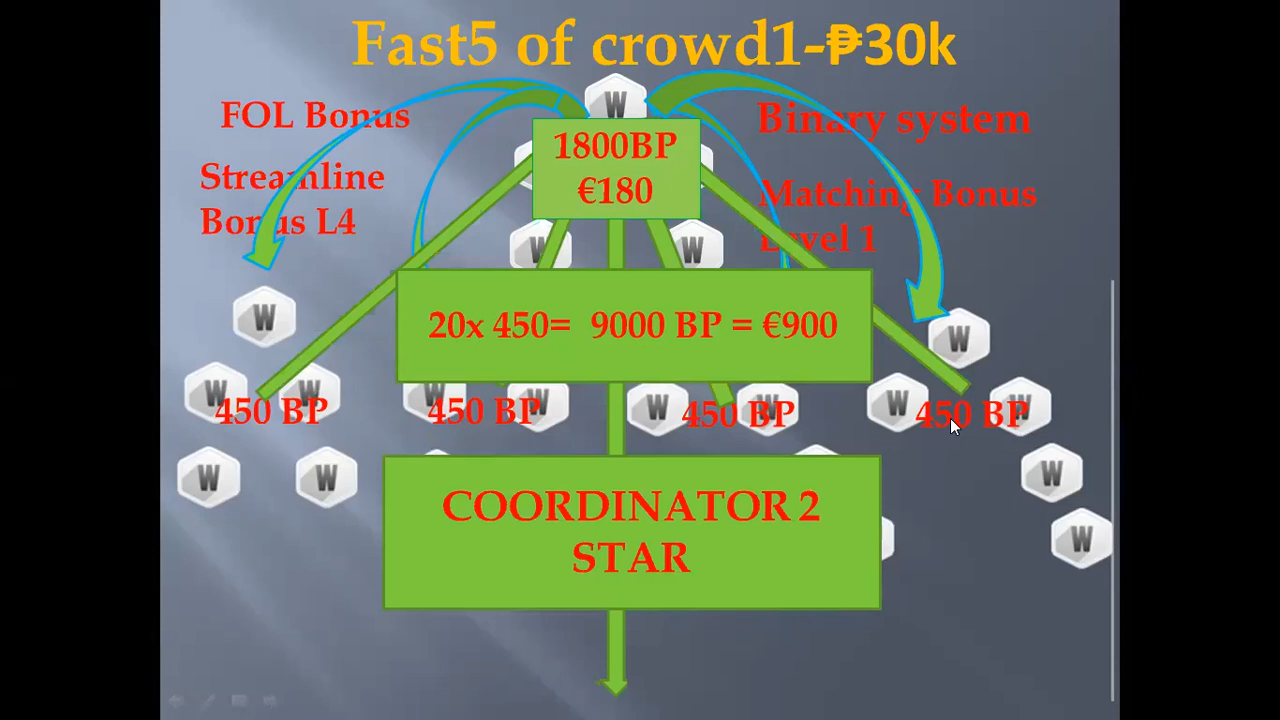 Fast5 of crowd1-₱30k
FOL Bonus
Streamline
Bonus L4
Binary system
Matching Bonus
Level 1
W
1800BP
€180
W
W
20x 450= 9000 BP = €900
W
W
W
W
W
W
W
W
W
W
450 BP
450 BP
450 BP
450 BP
W
W
W
COORDINATOR 2
STAR
W